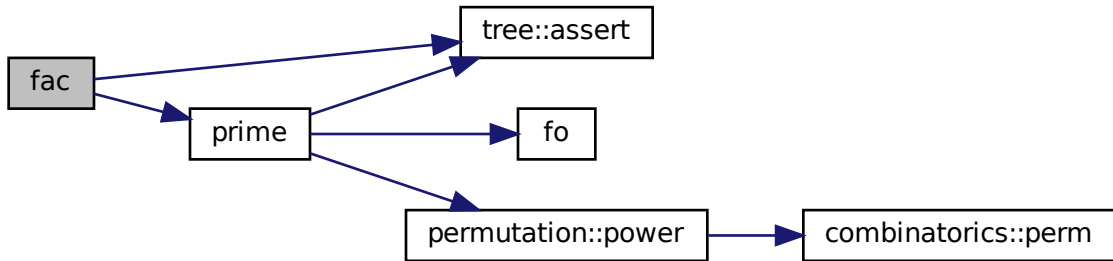 fac
tree::assert
prime
fo
permutation::power
combinatorics::perm